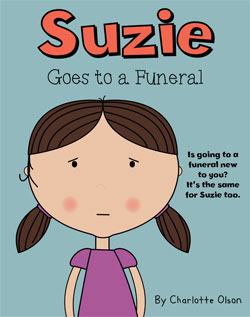 Suzie
Goes to a Funeral
Is going to a
funeral new
to you?
It's the same
for Suzie too.
By Charlotte Olson